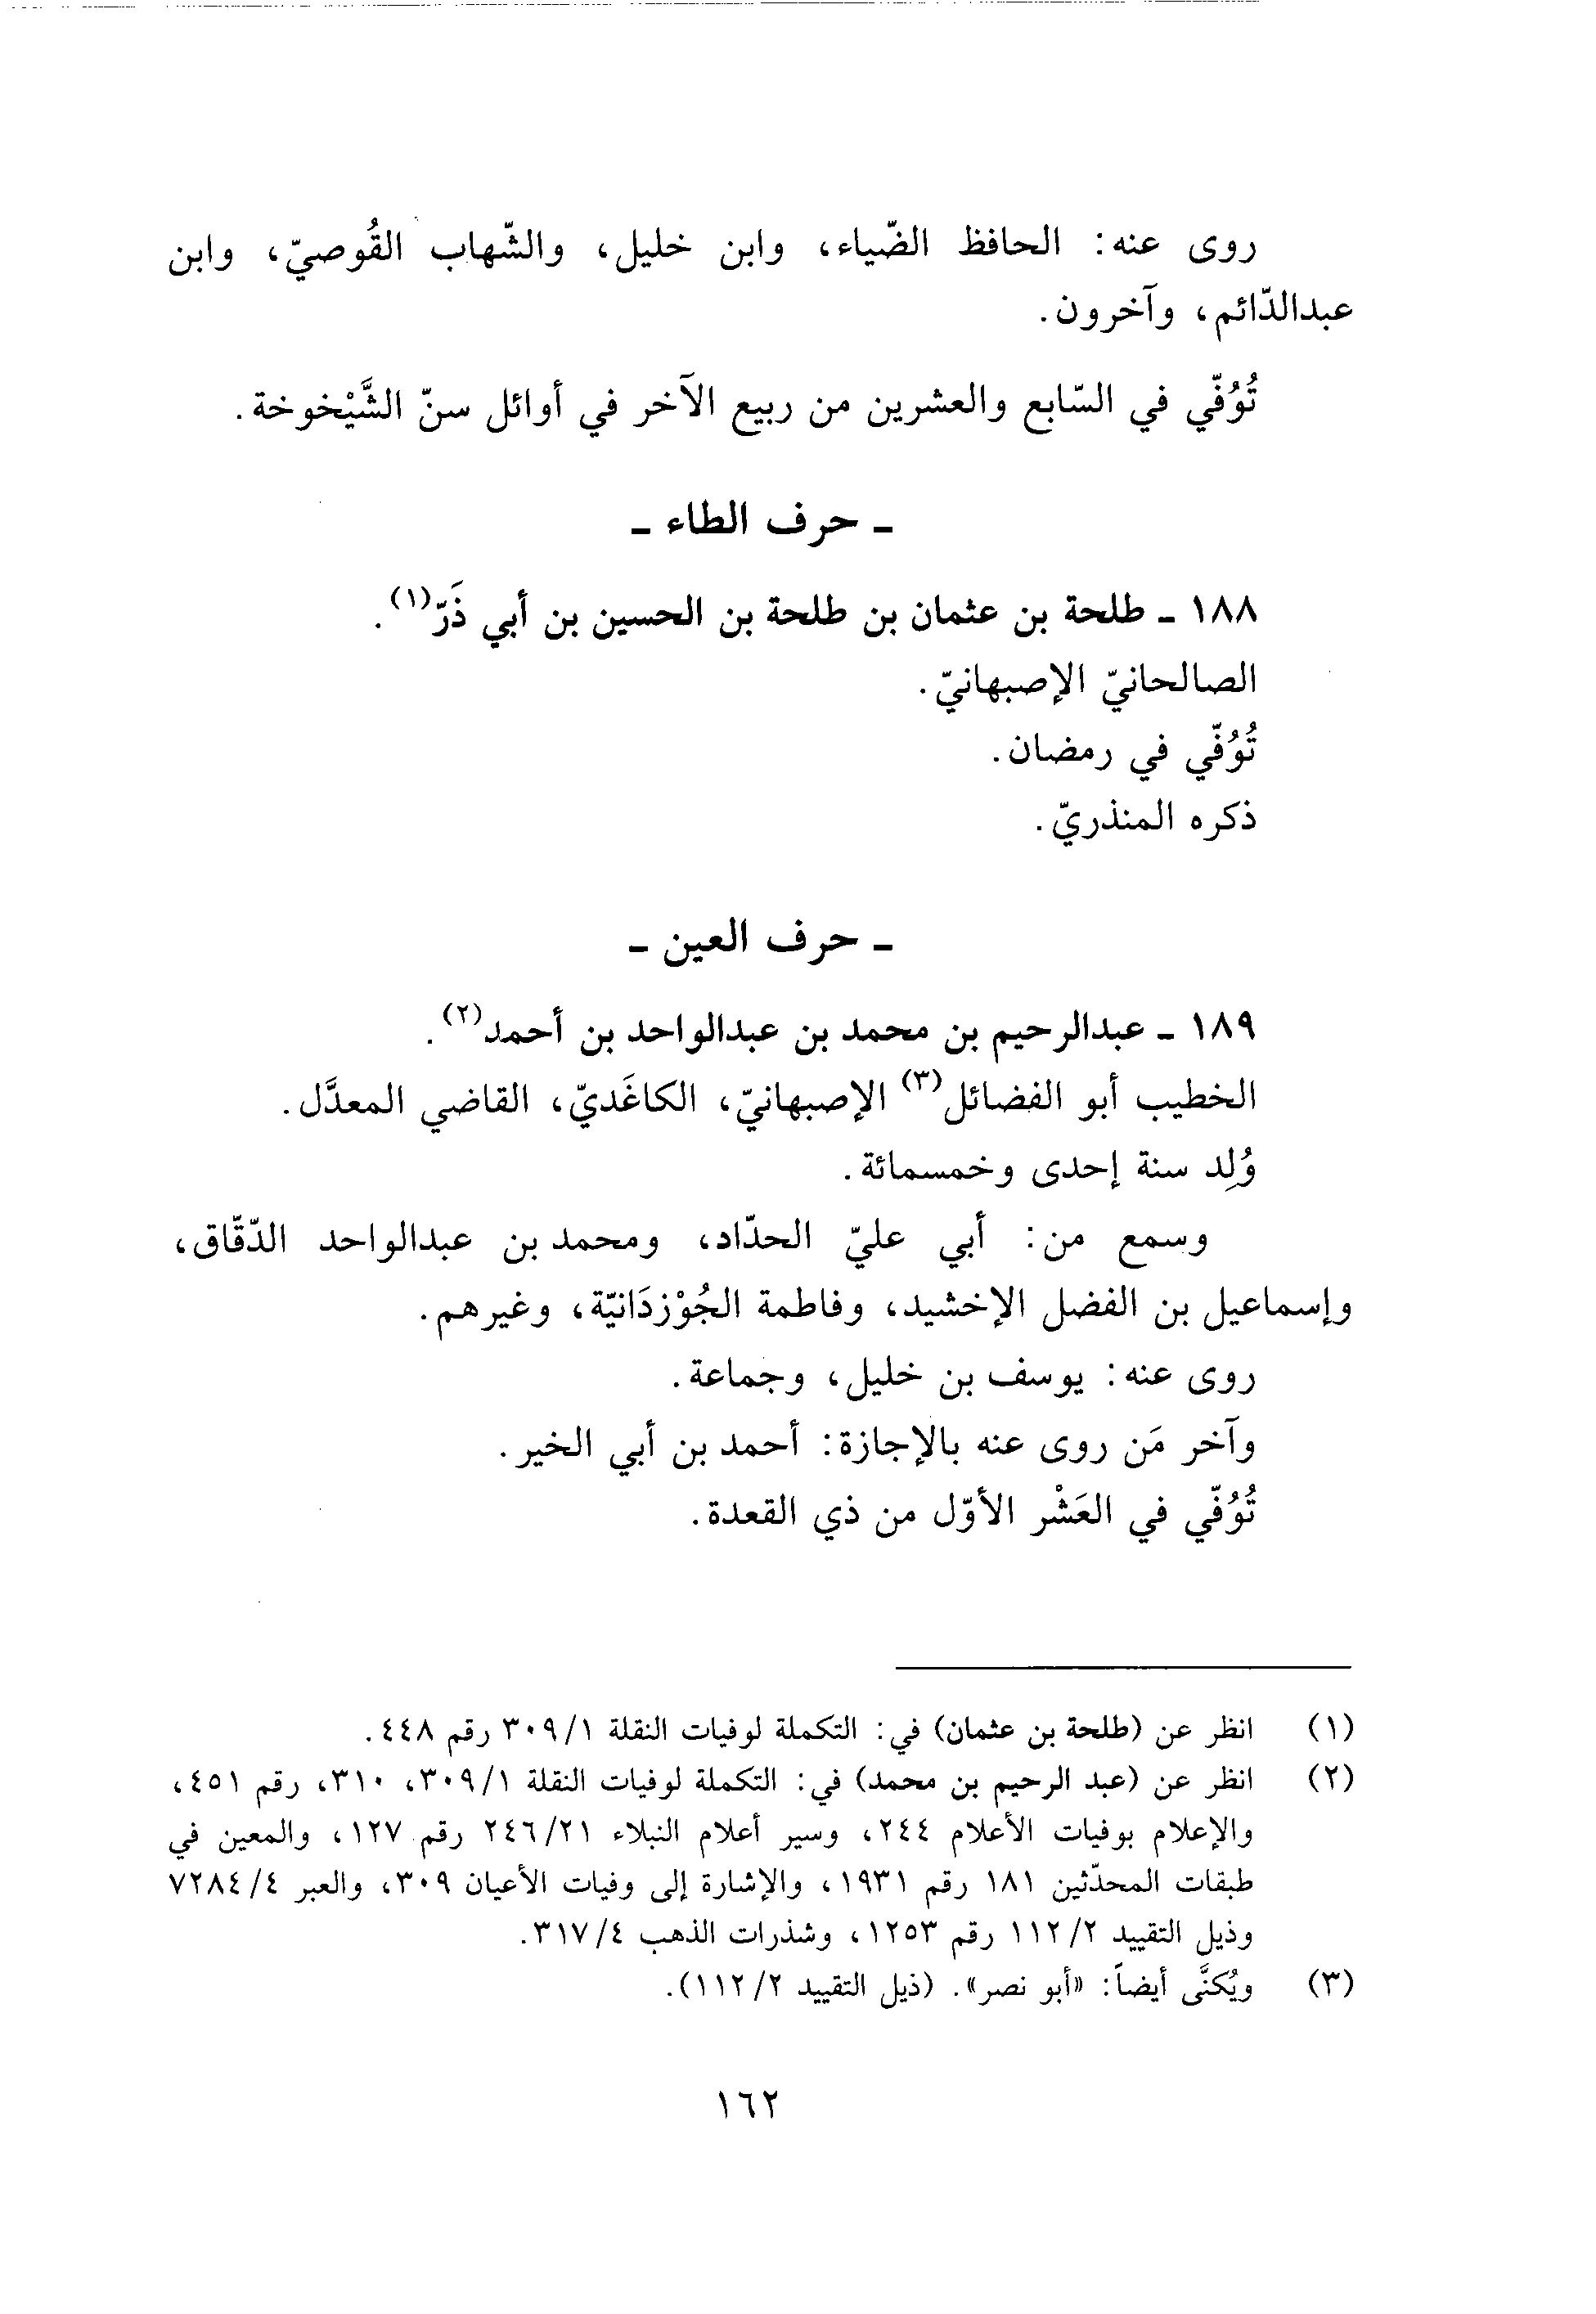 روى عنه: الحافظ الضّياء، وابن خليل، والشّهاب القُوصيّ، وابن
عبدالدّائم، وآخرون.
تُوُفّي في السّابع والعشرين من ربيع الآخر في أوائل سنّ الشَّيْخوخة.
ـ حرف الطاء ـ
١٨٨ ـ طلحة بن عثمان بن طلحة بن الحسين بن أبي ذَرّ(١).
الصالحانيّ الإصبهانيّ.
تُوُفّي في رمضان.
ذكره المنذريّ.
ـ حرف العين ـ
١٨٩ ـ عبدالرحيم بن محمد بن عبدالواحد بن أحمد(٢).
الخطيب أبو الفضائل(٣) الإصبهانيّ، الكاغَديّ، القاضي المعدَّل.
وُلِد سنة إحدى وخمسمائة.
وسمع من: أبي عليّ الحدّاد، ومحمد بن عبدالواحد الدّقّاق،
وإسماعيل بن الفضل الإخشيد، وفاطمة الجُوْزدَانيّة، وغيرهم.
روى عنه: يوسف بن خليل، وجماعة.
وآخر مَن روى عنه بالإجازة: أحمد بن أبي الخير.
تُوُفّي في العَشْر الأوّل من ذي القعدة.
(١) انظر عن (طلحة بن عثمان) في: التكملة لوفيات النقلة ٣٠٩/١ رقم ٤٤٨.
(٢) انظر عن (عبد الرحيم بن محمد) في: التكملة لوفيات النقلة ٣٠٩/١، ٣١٠، رقم ٤٥١،
والإعلام بوفيات الأعلام ٢٤٤، وسير أعلام النبلاء ٢٤٦/٢١ رقم ١٢٧، والمعين في
طبقات المحدّثين ١٨١ رقم ١٩٣١، والإشارة إلى وفيات الأعيان ٣٠٩، والعبر ٧٢٨٤/٤
وذيل التقييد ١١٢/٢ رقم ١٢٥٣، وشذرات الذهب ٣١٧/٤.
(٣) ويُكنَّى أيضاً: «أبو نصر». (ذيل التقييد ١١٢/٢).
١٦٢